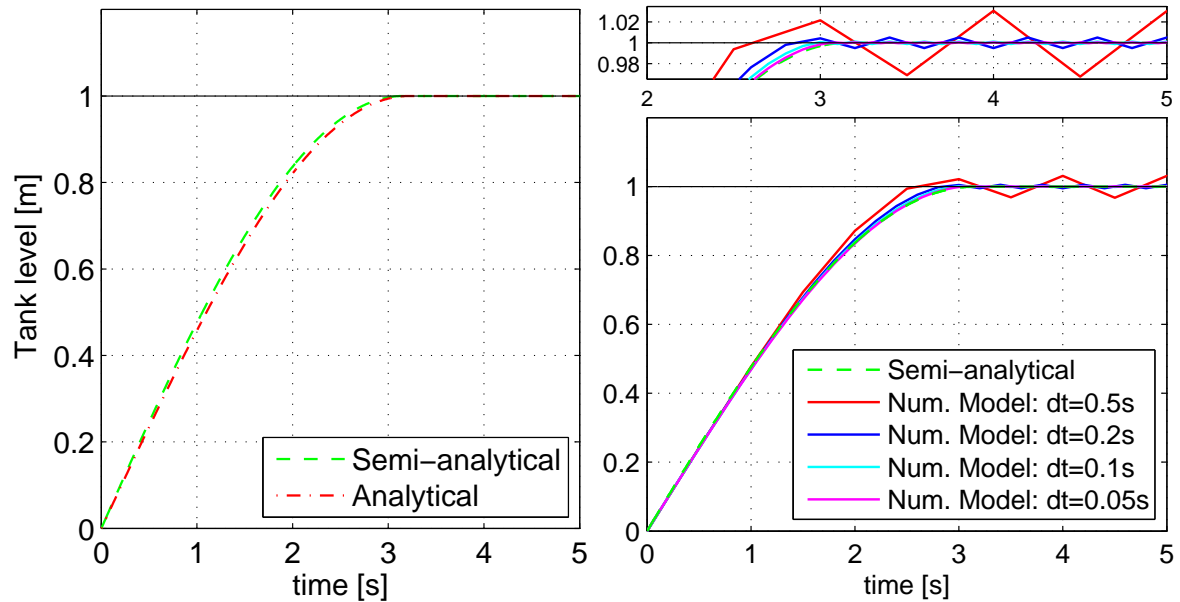 Tank level [m]
1
0.8
0.6
0.4
0.2
0
0 1 2 3 4 5
time [s]
Semi−analytical
Analytical
1.02
1
0.98
2 3 4 5
1
0.8
0.6
0.4
0.2
0
0 1 2 3 4 5
time [s]
Semi−analytical
Num. Model: dt=0.5s
Num. Model: dt=0.2s
Num. Model: dt=0.1s
Num. Model: dt=0.05s